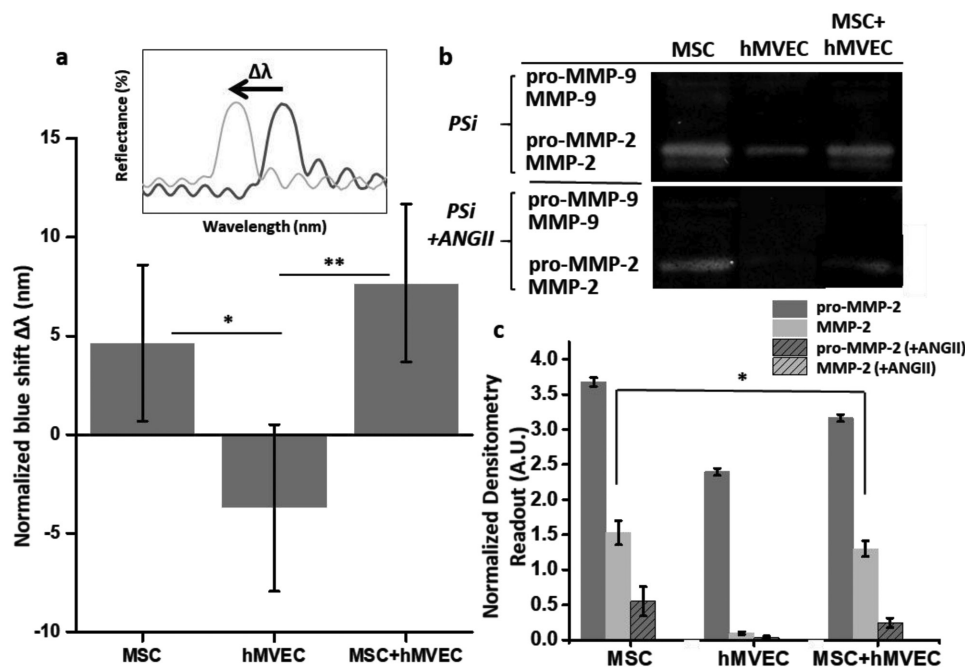 a
Δλ
Reflectance (%)
Wavelength (nm)
Normalized blue shift Δλ (nm)
15
10
5
0
-5
-10
*
**
MSC
hMVEC
MSC+hMVEC
b
MSC
hMVEC
MSC+
hMVEC
PSi
pro-MMP-9
MMP-9
pro-MMP-2
MMP-2
PSi
+ANGII
pro-MMP-9
MMP-9
pro-MMP-2
MMP-2
c
pro-MMP-2
MMP-2
pro-MMP-2 (+ANGII)
MMP-2 (+ANGII)
Normalized Densitometry
Readout (A.U.)
4.0
3.5
3.0
2.5
2.0
1.5
1.0
0.5
0.0
*
MSC
hMVEC
MSC+hMVEC